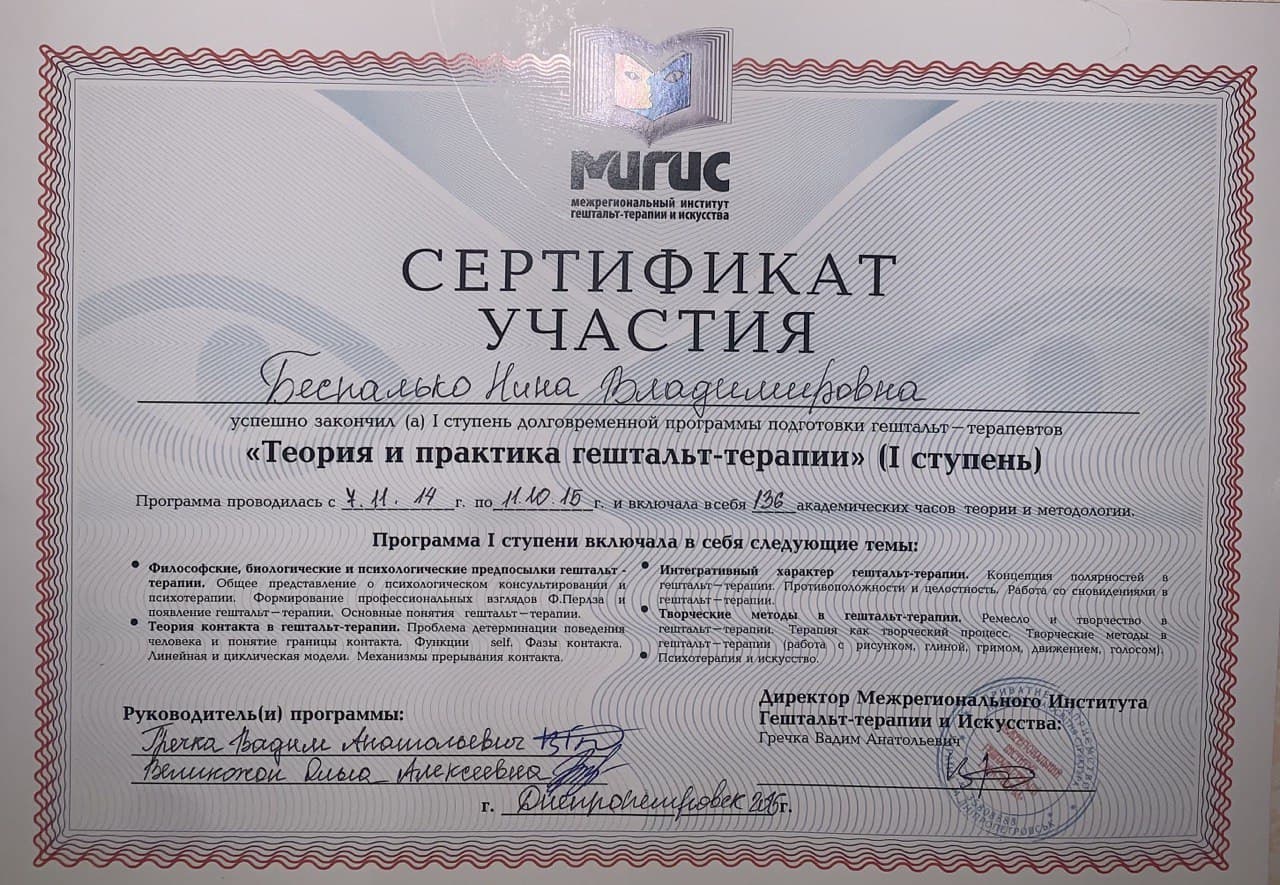 МИГИС
межрегиональный институт
гештальт-терапии и искусства
СЕРТИФИКАТ
УЧАСТИЯ
Беспалько Нина Владимировна
успешно закончил (а) I ступень долговременной программы подготовки гештальт—терапевтов
«Теория и практика гештальт-терапии» (I ступень)
Программа проводилась с 7.11.14 г. по 11.10.15 г. и включала в себя 136 академических часов теории и методологии.
Программа I ступени включала в себя следующие темы:
• Философские, биологические и психологические предпосылки гештальт -
терапии. Общее представление о психологическом консультировании и
психотерапии. Формирование профессиональных взглядов Ф.Перлза и
появление гештальт—терапии. Основные понятия гештальт—терапии.
• Теория контакта в гештальт-терапии. Проблема детерминации поведения
человека и понятие границы контакта. Функции self. Фазы контакта.
Линейная и циклическая модели. Механизмы прерывания контакта.
• Интегративный характер гештальт-терапии. Концепция полярностей в
гештальт—терапии. Противоположности и целостность. Работа со сновидениями в
гештальт—терапии.
• Творческие методы в гештальт-терапии. Ремесло и творчество в
гештальт—терапии. Терапия как творческий процесс. Творческие методы в
гештальт—терапии (работа с рисунком, глиной, гримом, движением, голосом).
• Психотерапия и искусство.
Руководитель(и) программы:
Гречка Вадим Анатольевич
Ольга Алексеевна
Директор Межрегионального Института
Гештальт-терапии и Искусства:
Гречка Вадим Анатольевич
г. Днепропетровск 2015г.
ПРИВАТНЕ ПІДПРИЄМСТВО
ДНІПРОПЕТРОВСЬК